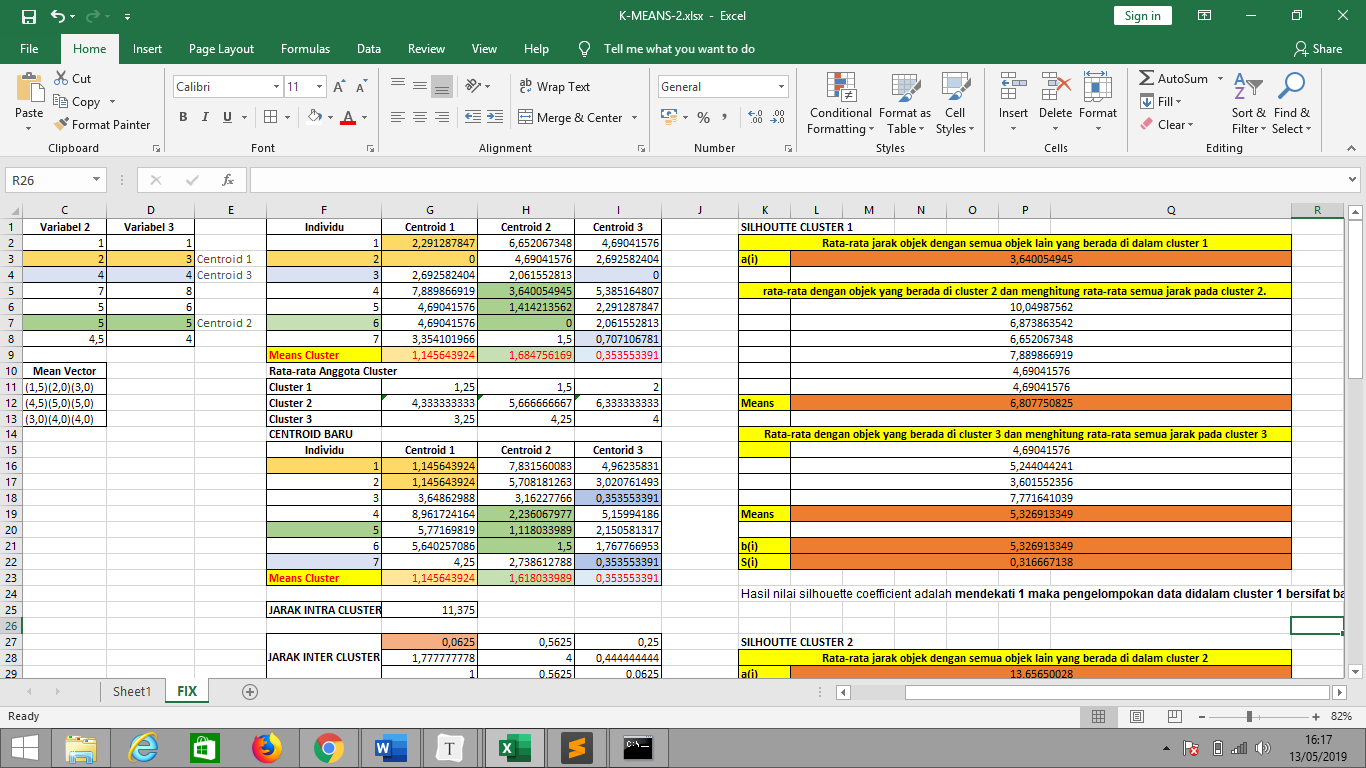 K-MEANS-2.xlsx - Excel
Sign in
File Home Insert Page Layout Formulas Data Review View Help Tell me what you want to do Share
Cut
Copy
Format Painter
Paste
Calibri 11
B I U
Wrap Text
Merge & Center
General
% ,
Conditional Formatting
Format as Table
Cell Styles
Insert Delete Format
AutoSum
Fill
Clear
Sort & Filter
Find & Select
Clipboard Font Alignment Number Styles Cells Editing
R26 fx
C D E F G H I J K L M N O P Q R
1 Variabel 2 Variabel 3 Individu Centroid 1 Centroid 2 Centroid 3 SILHOUTTE CLUSTER 1
2 1 1 1 2,291287847 6,652067348 4,69041576 Rata-rata jarak objek dengan semua objek lain yang berada di dalam cluster 1
3 2 3 Centroid 1 2 0 4,69041576 2,692582404 a(i) 3,640054945
4 4 4 Centroid 3 3 2,692582404 2,061552813 0
5 7 8 4 7,889866919 3,640054945 5,385164807 rata-rata dengan objek yang berada di cluster 2 dan menghitung rata-rata semua jarak pada cluster 2.
6 5 6 5 4,69041576 1,414213562 2,291287847 10,04987562
7 5 5 Centroid 2 6 4,69041576 0 2,061552813 6,873863542
8 4,5 4 7 3,354101966 1,5 0,707106781 6,652067348
9 Means Cluster 1,145643924 1,684756169 0,353553391 7,889866919
10 Mean Vector Rata-rata Anggota Cluster 4,69041576
11 (1,5)(2,0)(3,0) Cluster 1 1,25 1,5 2 4,69041576
12 (4,5)(5,0)(5,0) Cluster 2 4,333333333 5,666666667 6,333333333 Means 6,807750825
13 (3,0)(4,0)(4,0) Cluster 3 3,25 4,25 4
14 CENTROID BARU Rata-rata dengan objek yang berada di cluster 3 dan menghitung rata-rata semua jarak pada cluster 3
15 Individu Centroid 1 Centroid 2 Centorid 3 4,69041576
16 1 1,145643924 7,831560083 4,96235831 5,244044241
17 2 1,145643924 5,708181263 3,020761493 3,601552356
18 3 3,64862988 3,16227766 0,353553391 7,771641039
19 4 8,961724164 2,236067977 5,15994186 Means 5,326913349
20 5 5,77169819 1,118033989 2,150581317
21 6 5,640257086 1,5 1,767766953 b(i) 5,326913349
22 7 4,25 2,738612788 0,353553391 S(i) 0,316667138
23 Means Cluster 1,145643924 1,618033989 0,353553391
24 Hasil nilai silhouette coefficient adalah mendekati 1 maka pengelompokan data didalam cluster 1 bersifat ba
25 JARAK INTRA CLUSTER 11,375
26
27 0,0625 0,5625 0,25 SILHOUTTE CLUSTER 2
28 JARAK INTER CLUSTER 1,777777778 4 0,444444444 Rata-rata jarak objek dengan semua objek lain yang berada di dalam cluster 2
29 1 0,5625 0,0625 a(i) 13,65650028
Sheet1 FIX
Ready 82%
16:17
13/05/2019